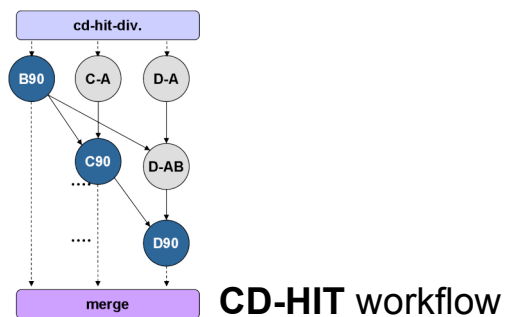 cd-hit-div.
B90 C-A D-A
C90 D-AB
....
.... D90
merge
CD-HIT workflow